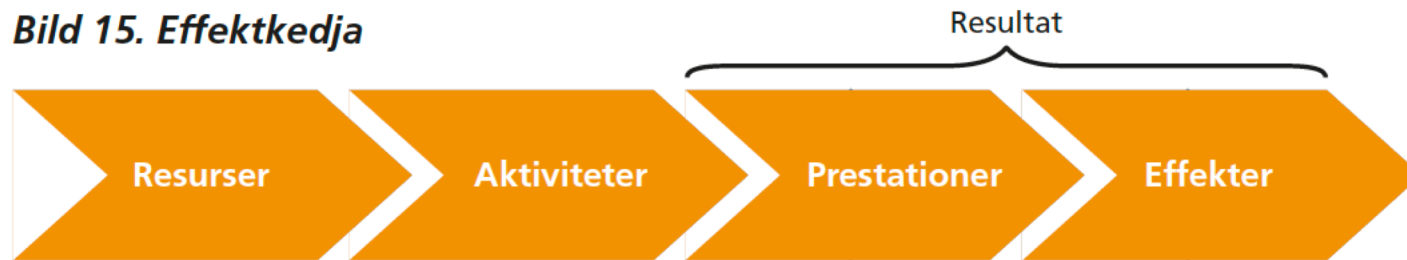 Bild 15. Effektkedja
Resultat
Resurser
Aktiviteter
Prestationer
Effekter